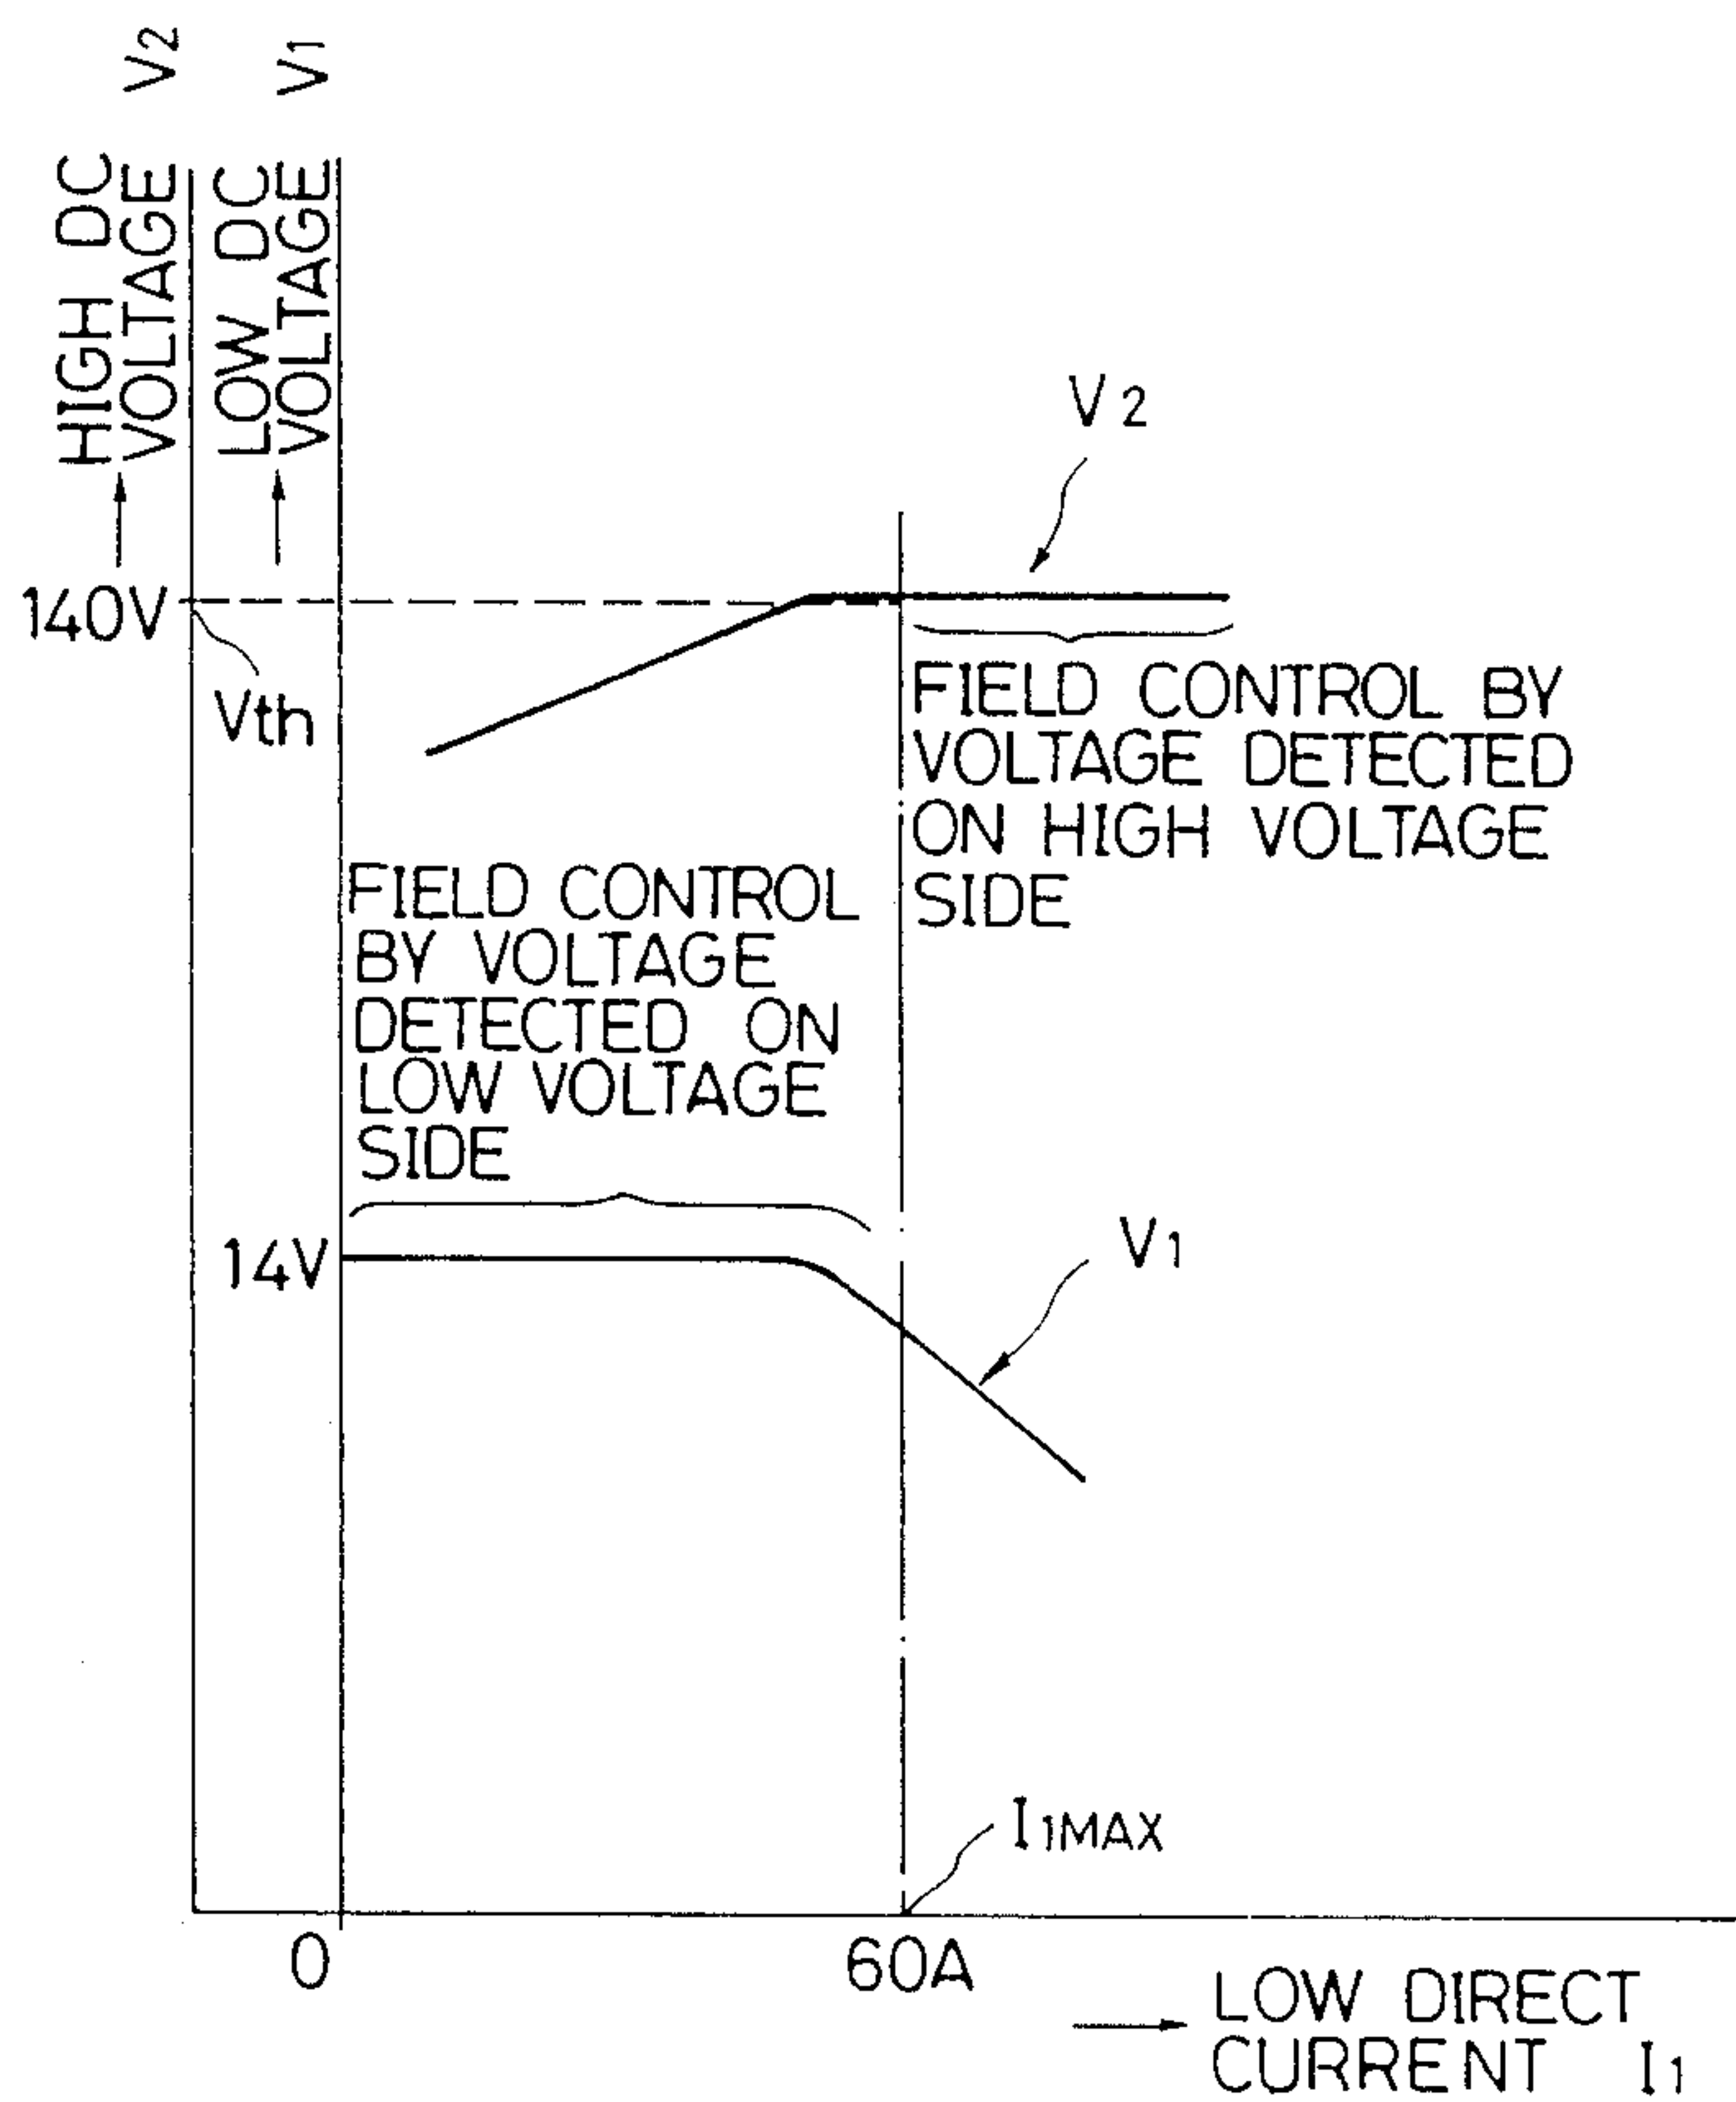 HIGH DC
VOLTAGE V2
LOW DC
VOLTAGE V1
V2
140V
Vth
FIELD CONTROL BY
VOLTAGE DETECTED
ON HIGH VOLTAGE
SIDE
FIELD CONTROL
BY VOLTAGE
DETECTED ON
LOW VOLTAGE
SIDE
14V
V1
I1MAX
0
60A
LOW DIRECT
CURRENT I1